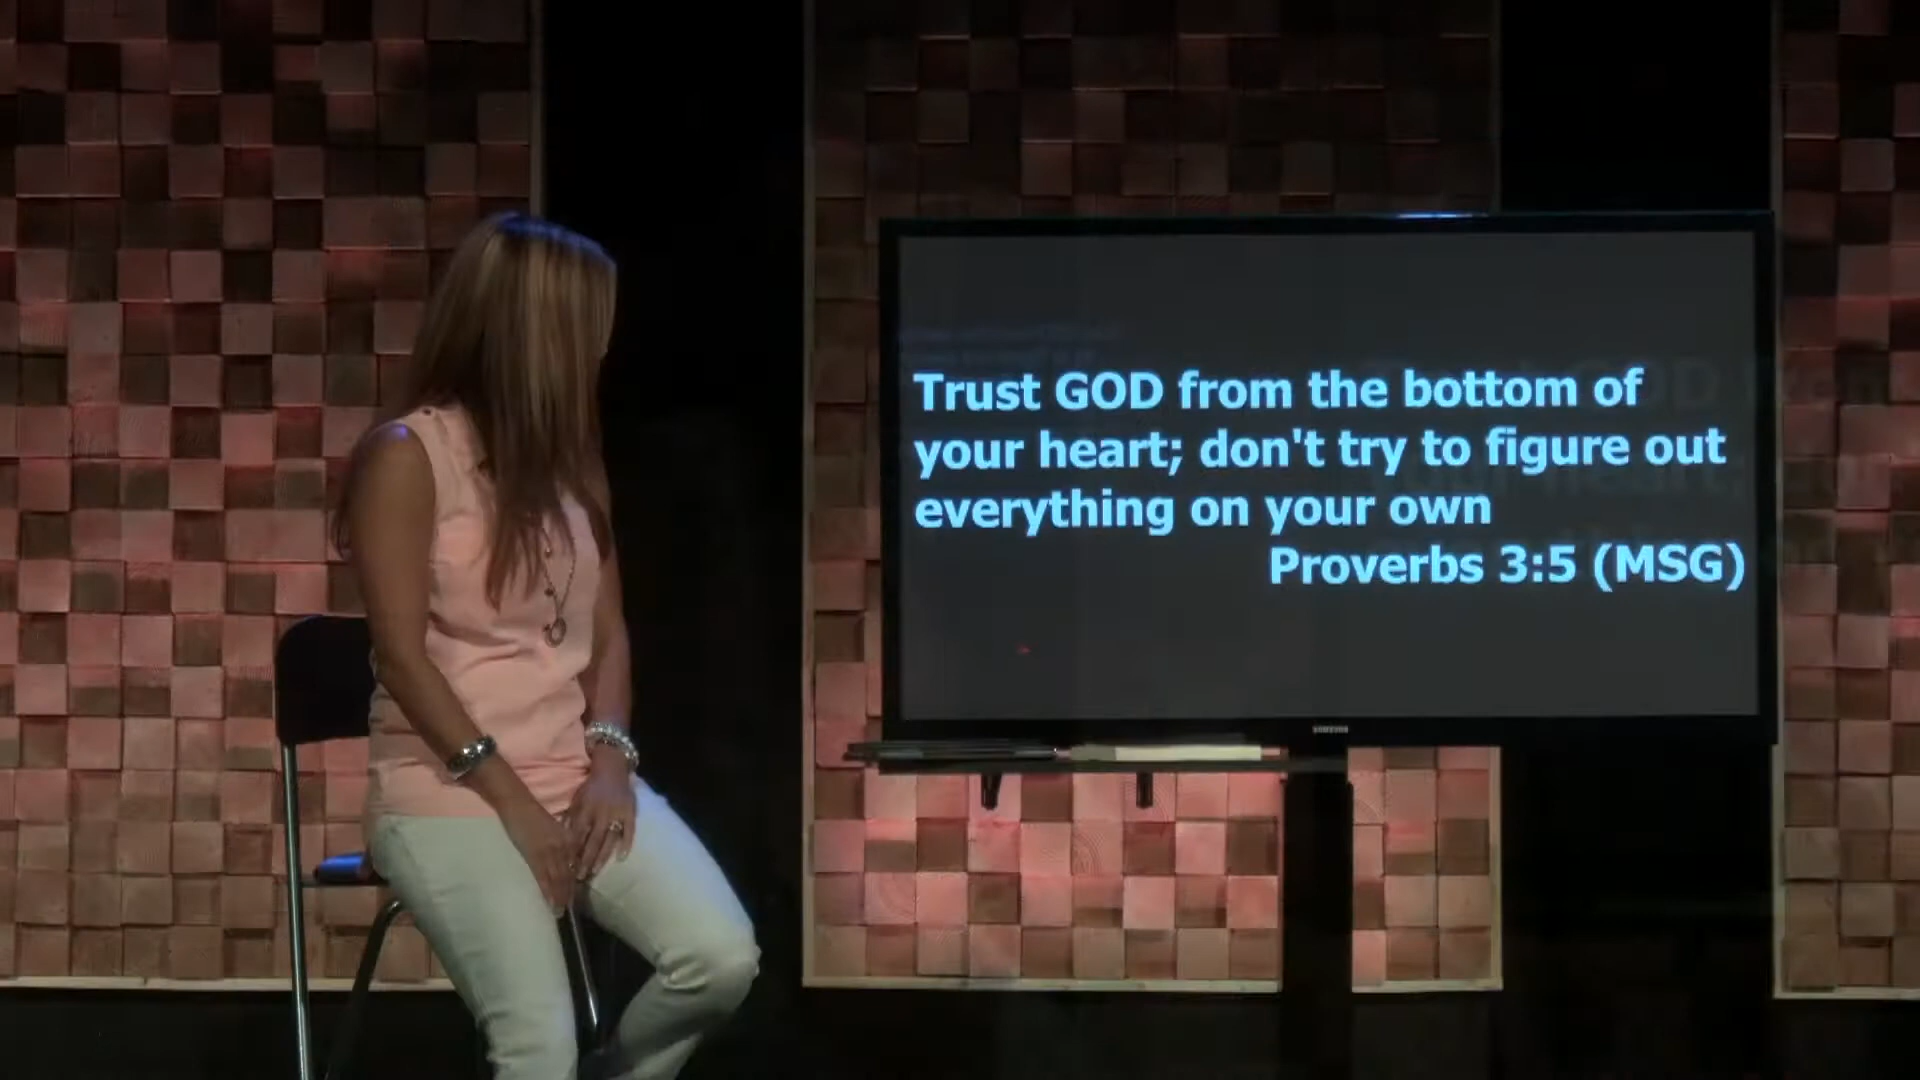 Trust GOD from the bottom of
your heart; don't try to figure out
everything on your own
Proverbs 3:5 (MSG)
SAMSUNG